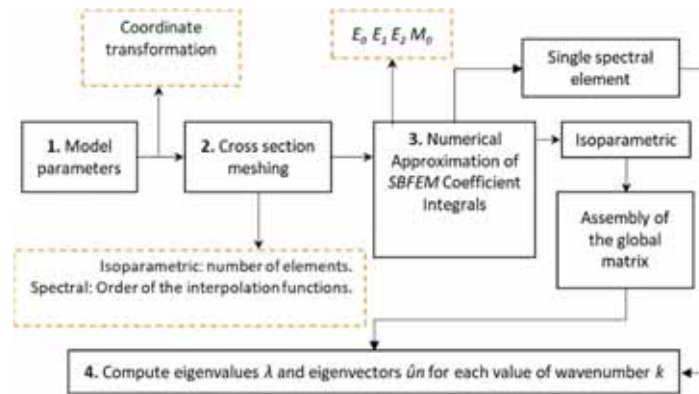 Coordinate
transformation
E₀ E₁ E₂ M₀
Single spectral
element
1. Model
parameters
2. Cross section
meshing
3. Numerical
Approximation of
SBFEM Coefficient
Integrals
Isoparametric
Assembly of
the global
matrix
Isoparametric: number of elements.
Spectral: Order of the interpolation functions.
4. Compute eigenvalues λ and eigenvectors ûn for each value of wavenumber k